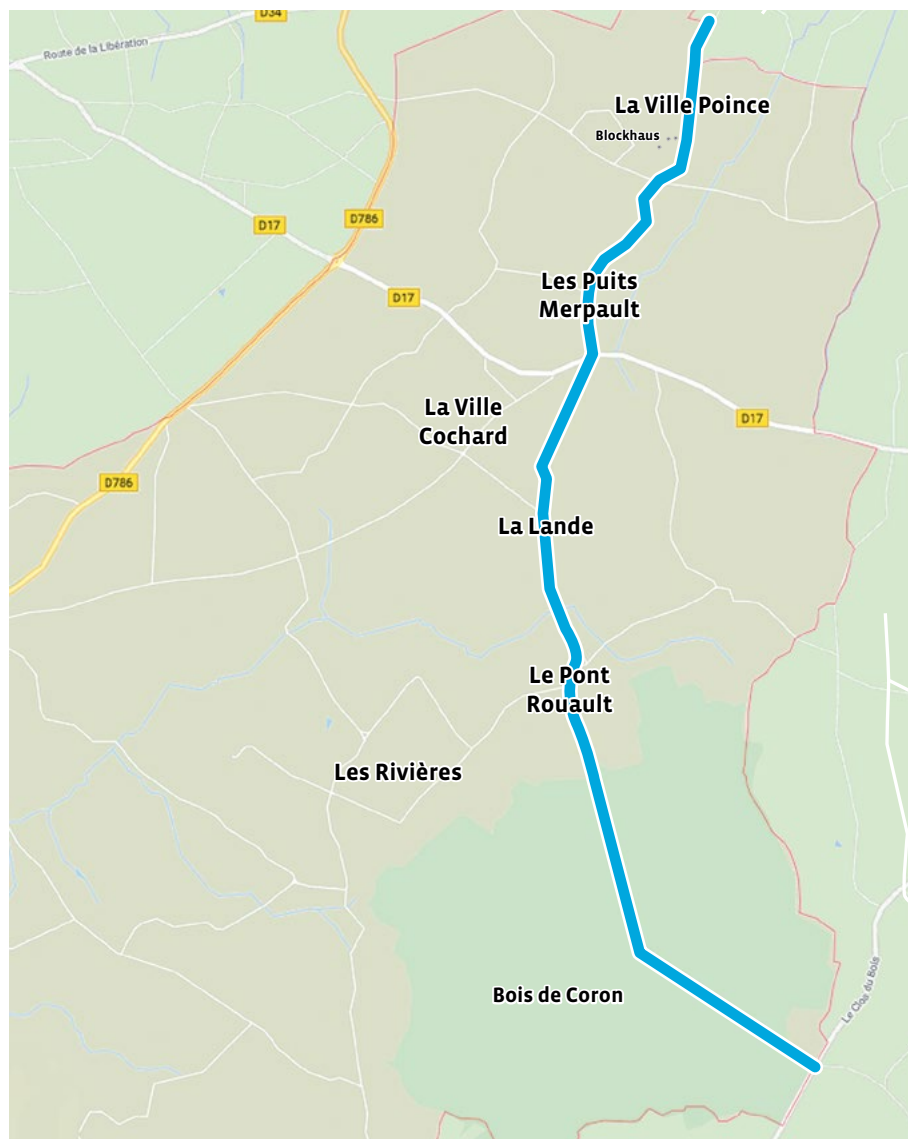 D34
Route de la Libération
La Ville Poince
Blockhaus
D786
D17
Les Puits
Merpault
D17
La Ville
Cochard
D17
D786
La Lande
Le Pont
Rouault
Les Rivières
Bois de Coron
Le Clos du Bois